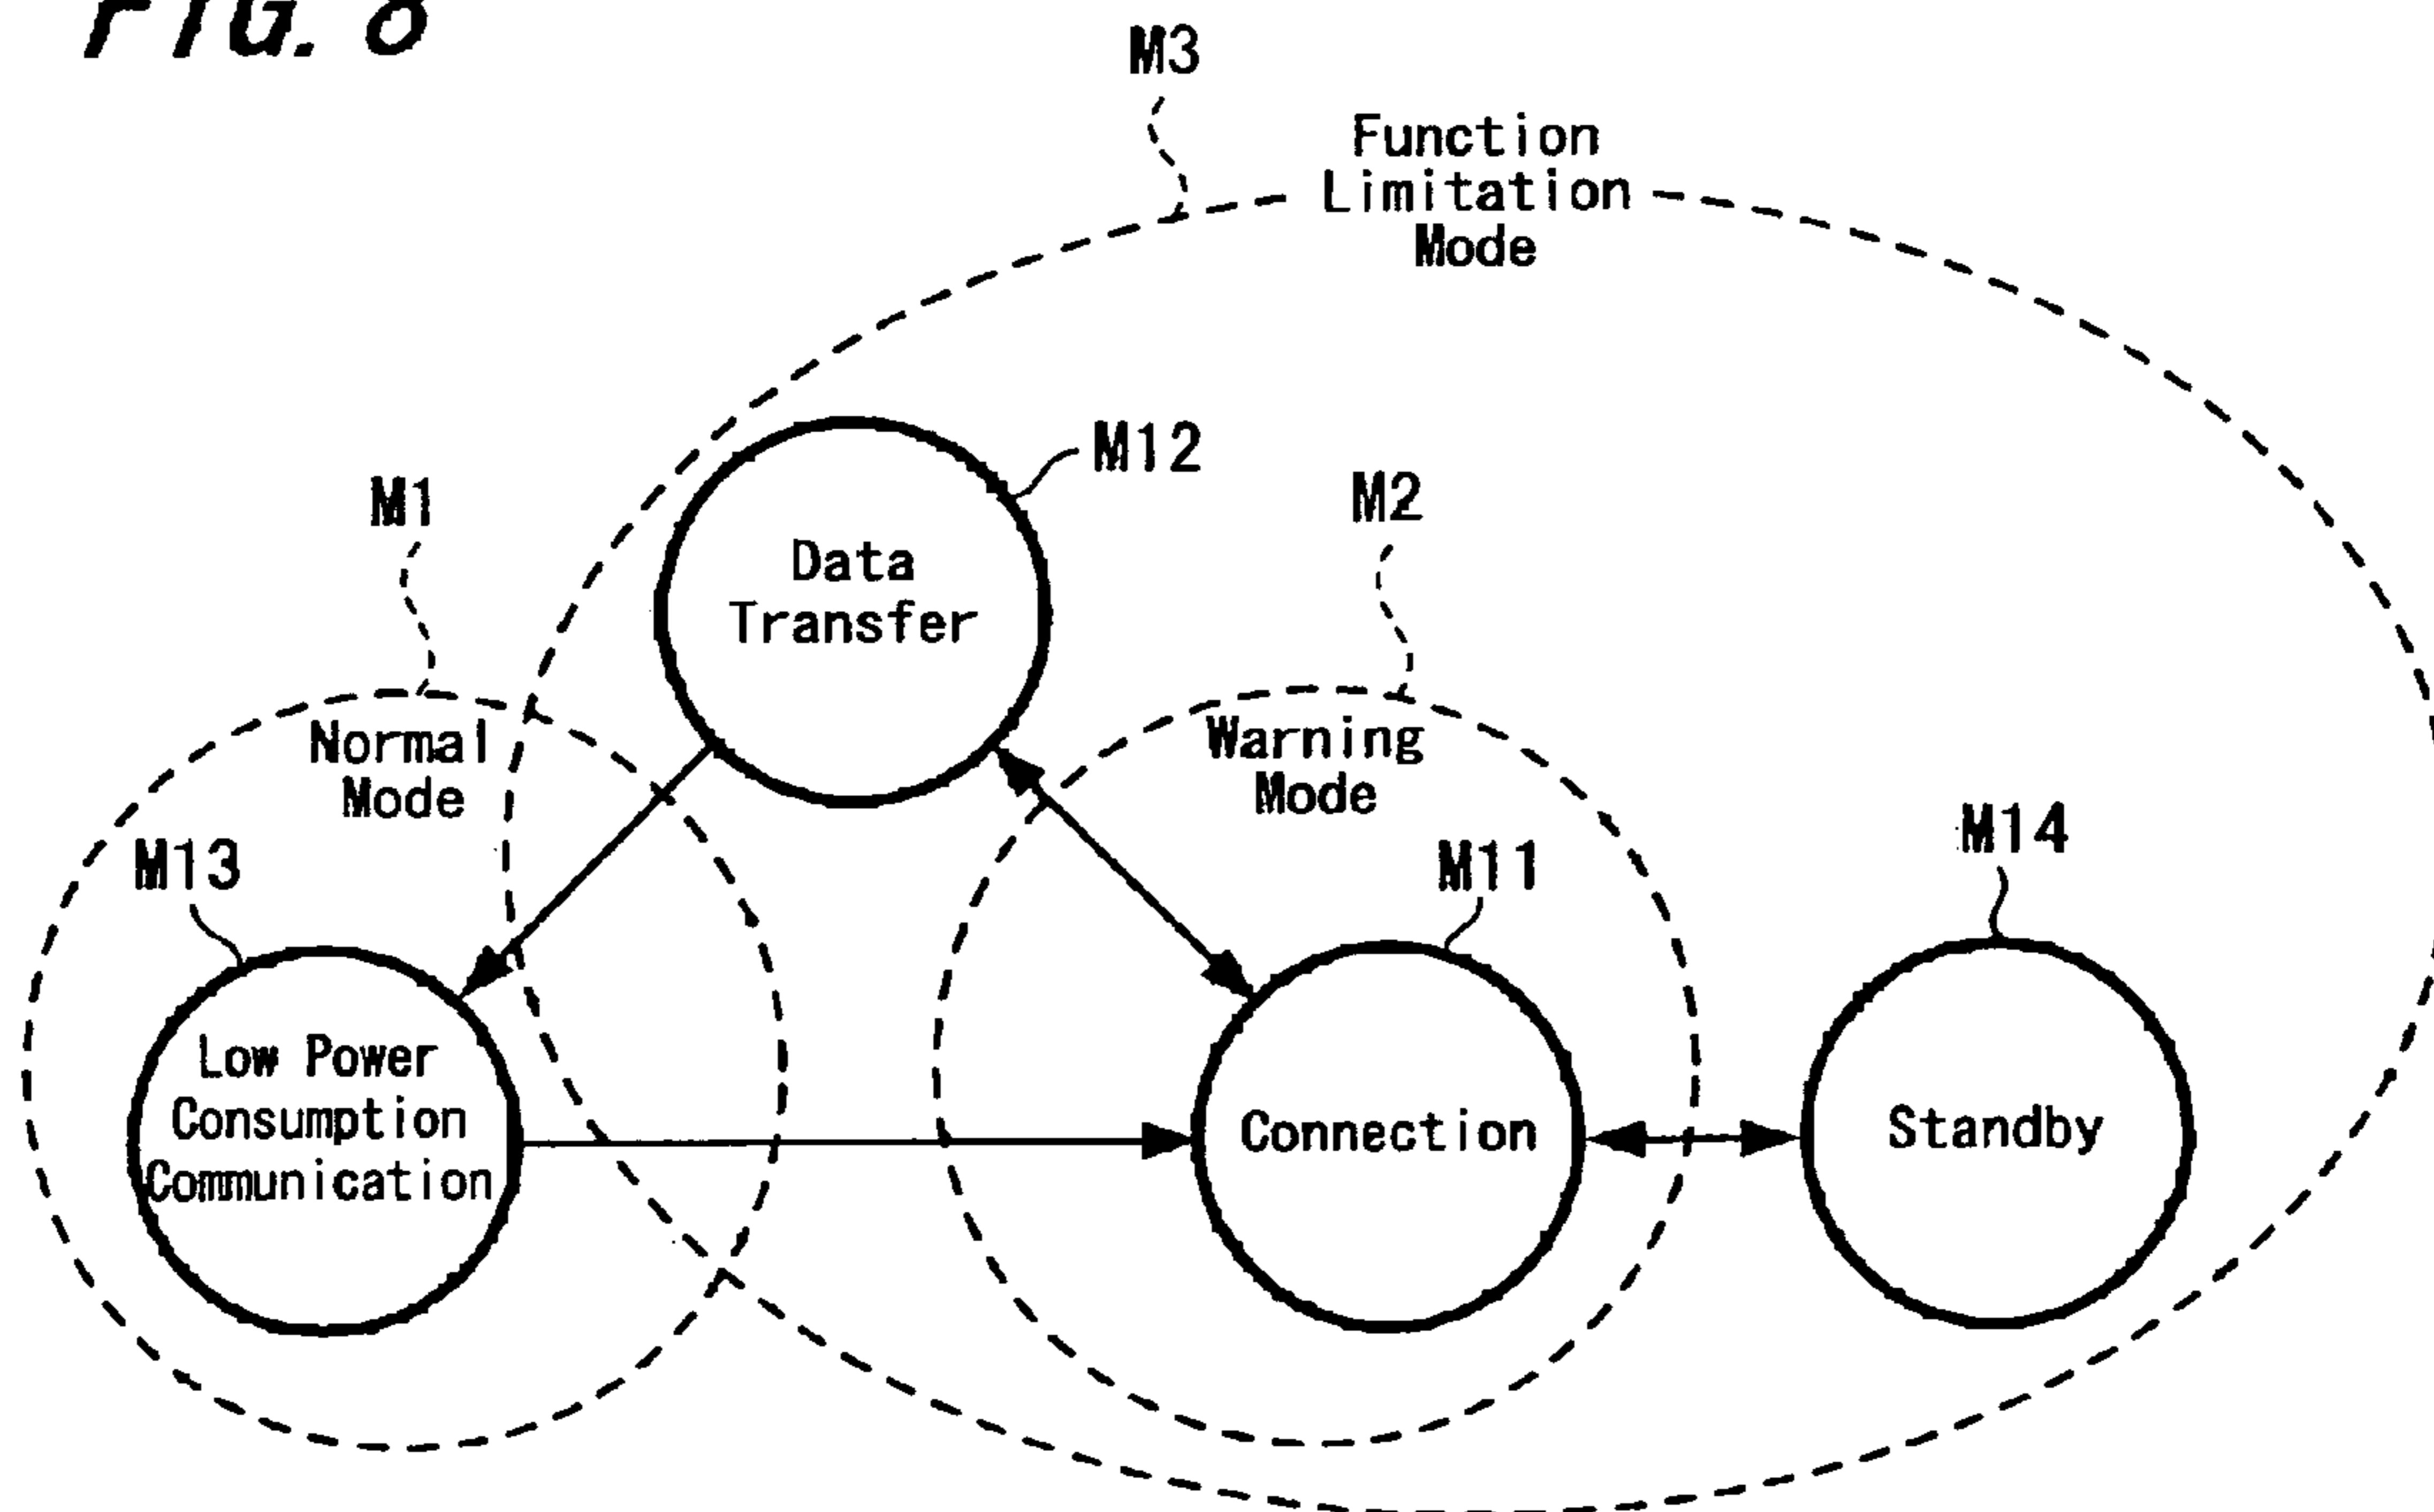 FIG. 8
M3
Function
Limitation
Mode
M12
M1
M2
Data
Transfer
Normal
Mode
Warning
Mode
M13
M11
M14
Low Power
Consumption
Communication
Connection
Standby